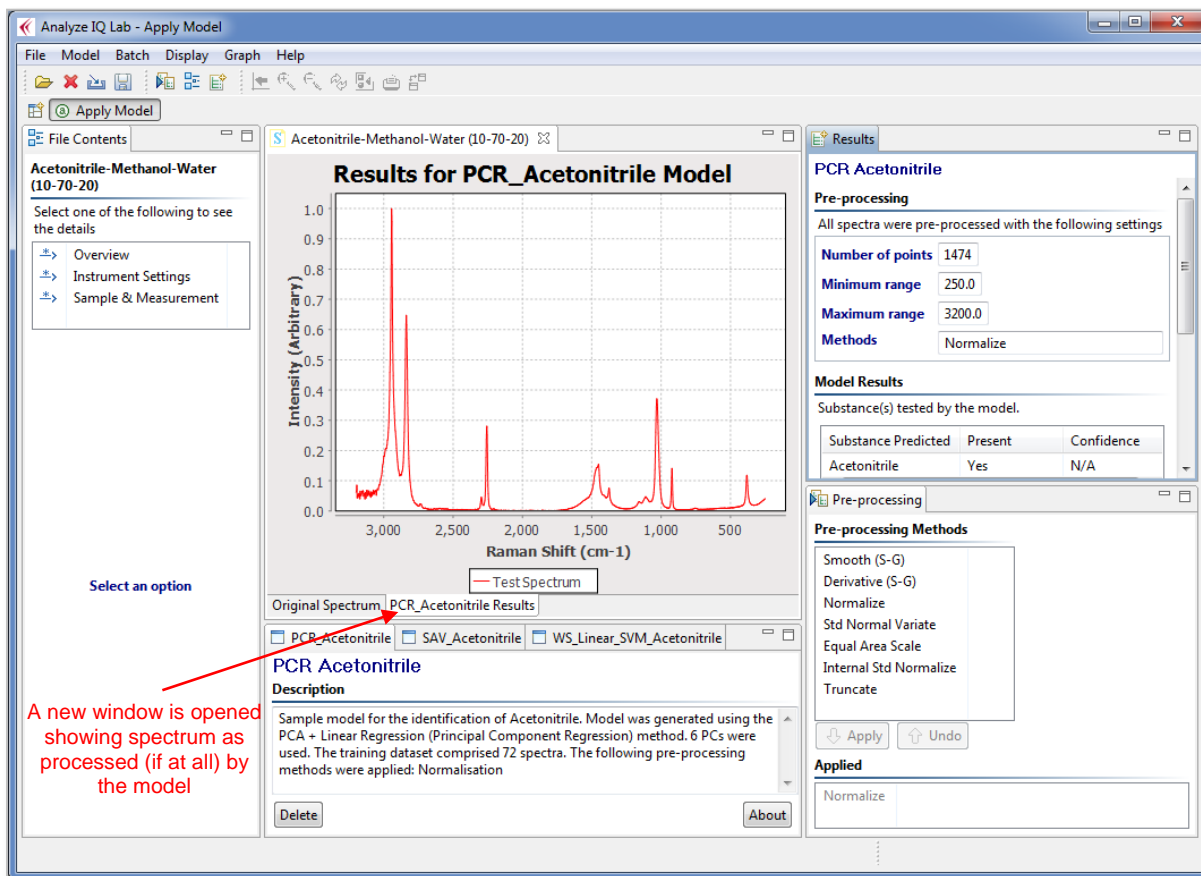 Analyze IQ Lab - Apply Model
File Model Batch Display Graph Help
Apply Model
File Contents
Acetonitrile-Methanol-Water
(10-70-20)
Select one of the following to see
the details
Overview
Instrument Settings
Sample & Measurement
Select an option
A new window is opened
showing spectrum as
processed (if at all) by
the model
Acetonitrile-Methanol-Water (10-70-20)
Results for PCR_Acetonitrile Model
Intensity (Arbitrary)
1.0
0.9
0.8
0.7
0.6
0.5
0.4
0.3
0.2
0.1
0.0
3,000 2,500 2,000 1,500 1,000 500
Raman Shift (cm-1)
Test Spectrum
Original Spectrum PCR_Acetonitrile Results
PCR_Acetonitrile SAV_Acetonitrile WS_Linear_SVM_Acetonitrile
PCR Acetonitrile
Description
Sample model for the identification of Acetonitrile. Model was generated using the
PCA + Linear Regression (Principal Component Regression) method. 6 PCs were
used. The training dataset comprised 72 spectra. The following pre-processing
methods were applied: Normalisation
Delete About
Results
PCR Acetonitrile
Pre-processing
All spectra were pre-processed with the following settings
Number of points 1474
Minimum range 250.0
Maximum range 3200.0
Methods Normalize
Model Results
Substance(s) tested by the model.
Substance Predicted Present Confidence
Acetonitrile Yes N/A
Pre-processing
Pre-processing Methods
Smooth (S-G)
Derivative (S-G)
Normalize
Std Normal Variate
Equal Area Scale
Internal Std Normalize
Truncate
Apply Undo
Applied
Normalize